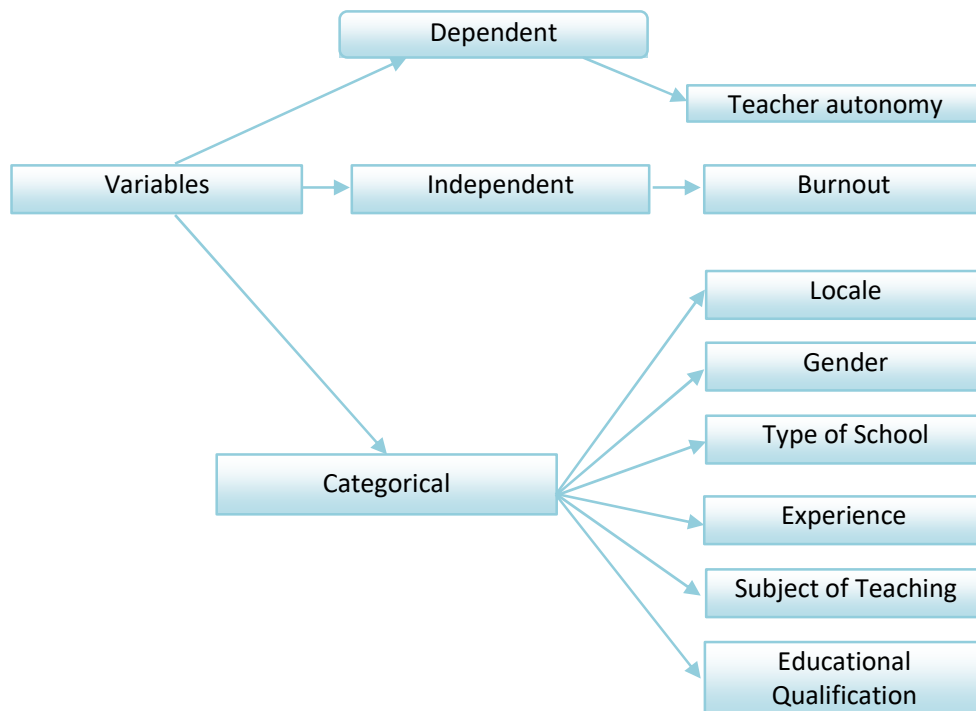 Dependent
Teacher autonomy
Variables
Independent
Burnout
Locale
Gender
Type of School
Categorical
Experience
Subject of Teaching
Educational
Qualification